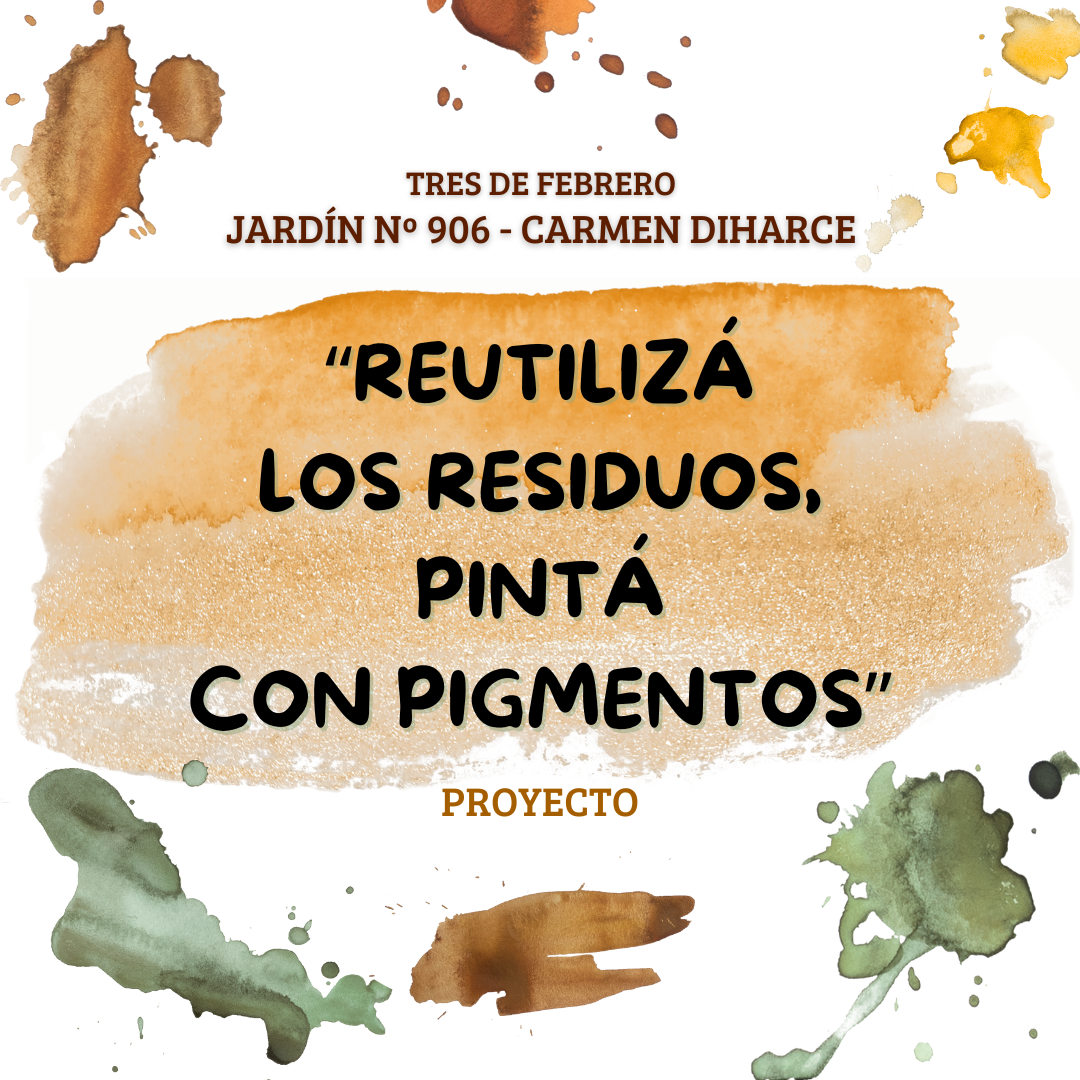 TRES DE FEBRERO
JARDÍN Nº 906 - CARMEN DIHARCE
“REUTILIZÁ
LOS RESIDUOS,
PINTÁ
CON PIGMENTOS”
PROYECTO